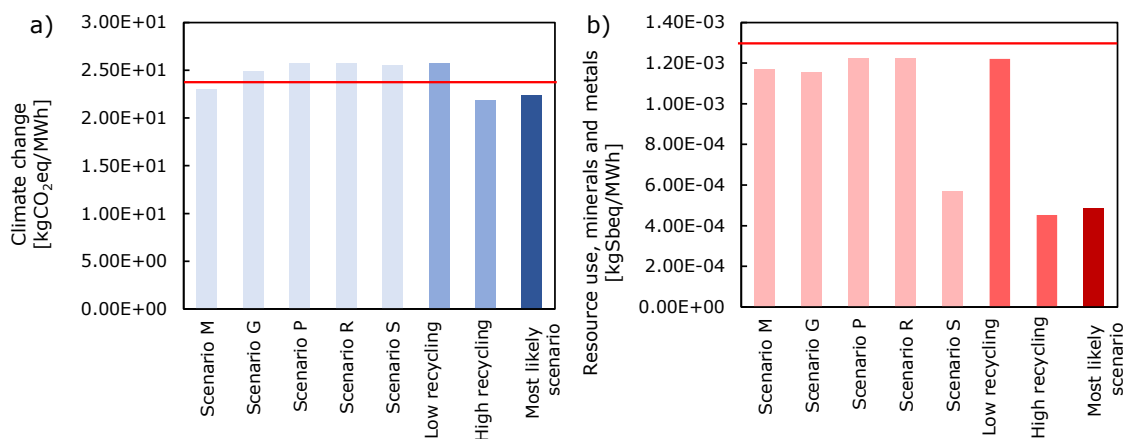 a)
Climate change
[kgCO₂eq/MWh]
3.00E+01
2.50E+01
2.00E+01
1.50E+01
1.00E+01
5.00E+00
0.00E+00
Scenario M
Scenario G
Scenario P
Scenario R
Scenario S
Low recycling
High recycling
Most likely
scenario
b)
Resource use, minerals and metals
[kgSbeq/MWh]
1.40E-03
1.20E-03
1.00E-03
8.00E-04
6.00E-04
4.00E-04
2.00E-04
0.00E+00
Scenario M
Scenario G
Scenario P
Scenario R
Scenario S
Low recycling
High recycling
Most likely
scenario